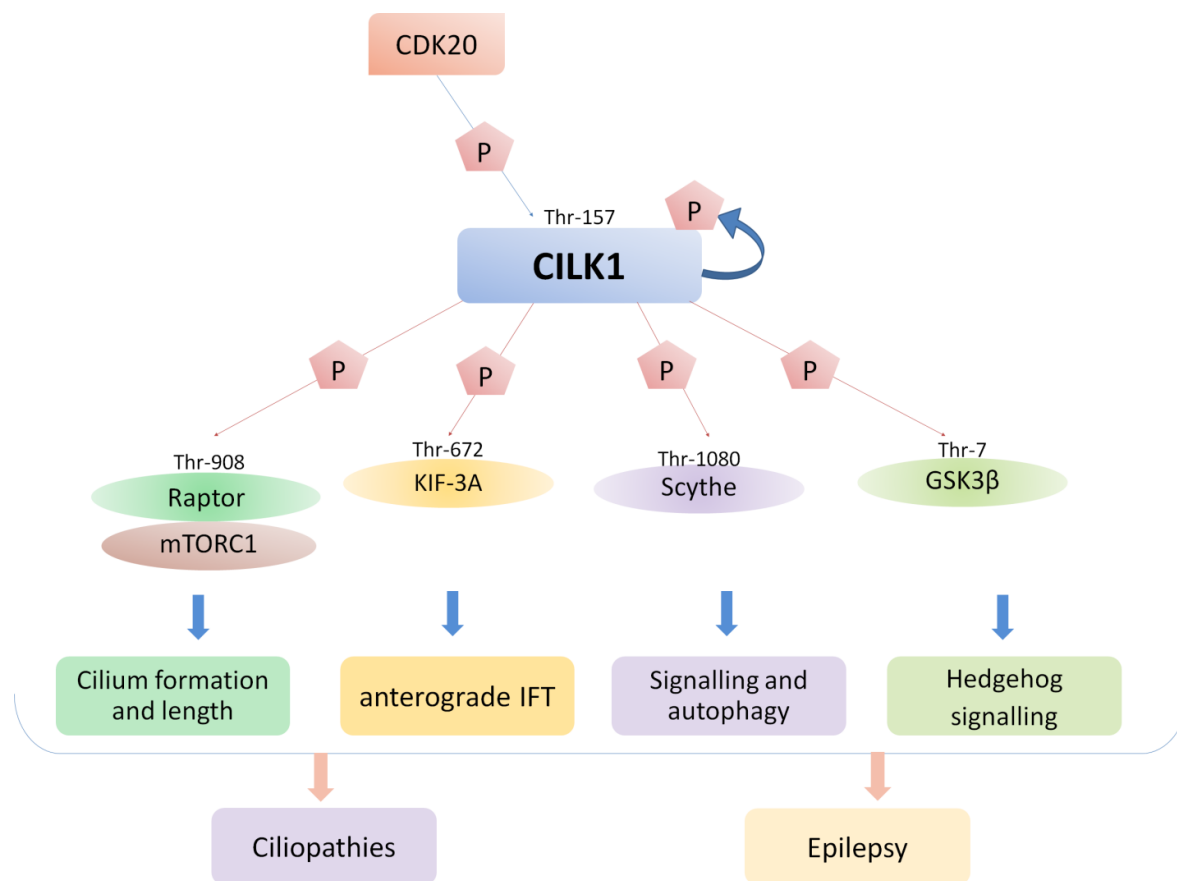 CDK20
P
Thr-157
P
CILK1
P
P
P
P
Thr-908
Thr-672
Thr-1080
Thr-7
Raptor
KIF-3A
Scythe
GSK3β
mTORC1
Cilium formation
and length
anterograde IFT
Signalling and
autophagy
Hedgehog
signalling
Ciliopathies
Epilepsy